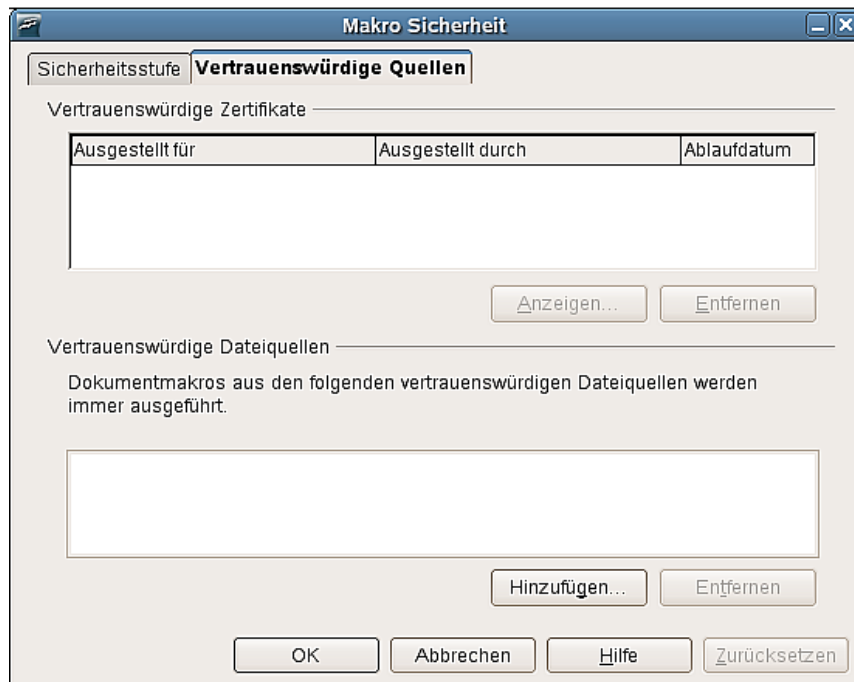 Makro Sicherheit
Sicherheitsstufe Vertrauenswürdige Quellen
Vertrauenswürdige Zertifikate
Ausgestellt für Ausgestellt durch Ablaufdatum
Anzeigen... Entfernen
Vertrauenswürdige Dateiquellen
Dokumentmakros aus den folgenden vertrauenswürdigen Dateiquellen werden
immer ausgeführt.
Hinzufügen... Entfernen
OK Abbrechen Hilfe Zurücksetzen